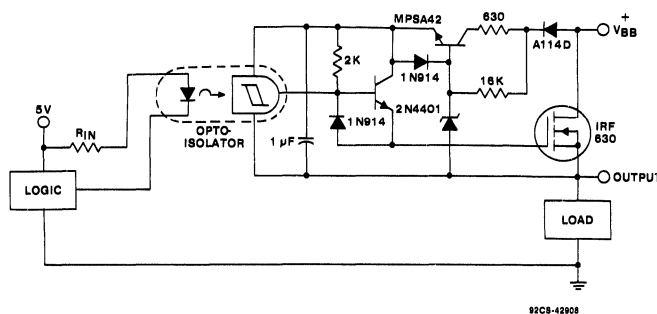 MPSA42
630
+
VBB
A114D
2K
1N914
16K
5V
RIN
2N4401
1N914
IRF
630
OPTO-
ISOLATOR
1 µF
OUTPUT
LOGIC
LOAD
92CS-42908